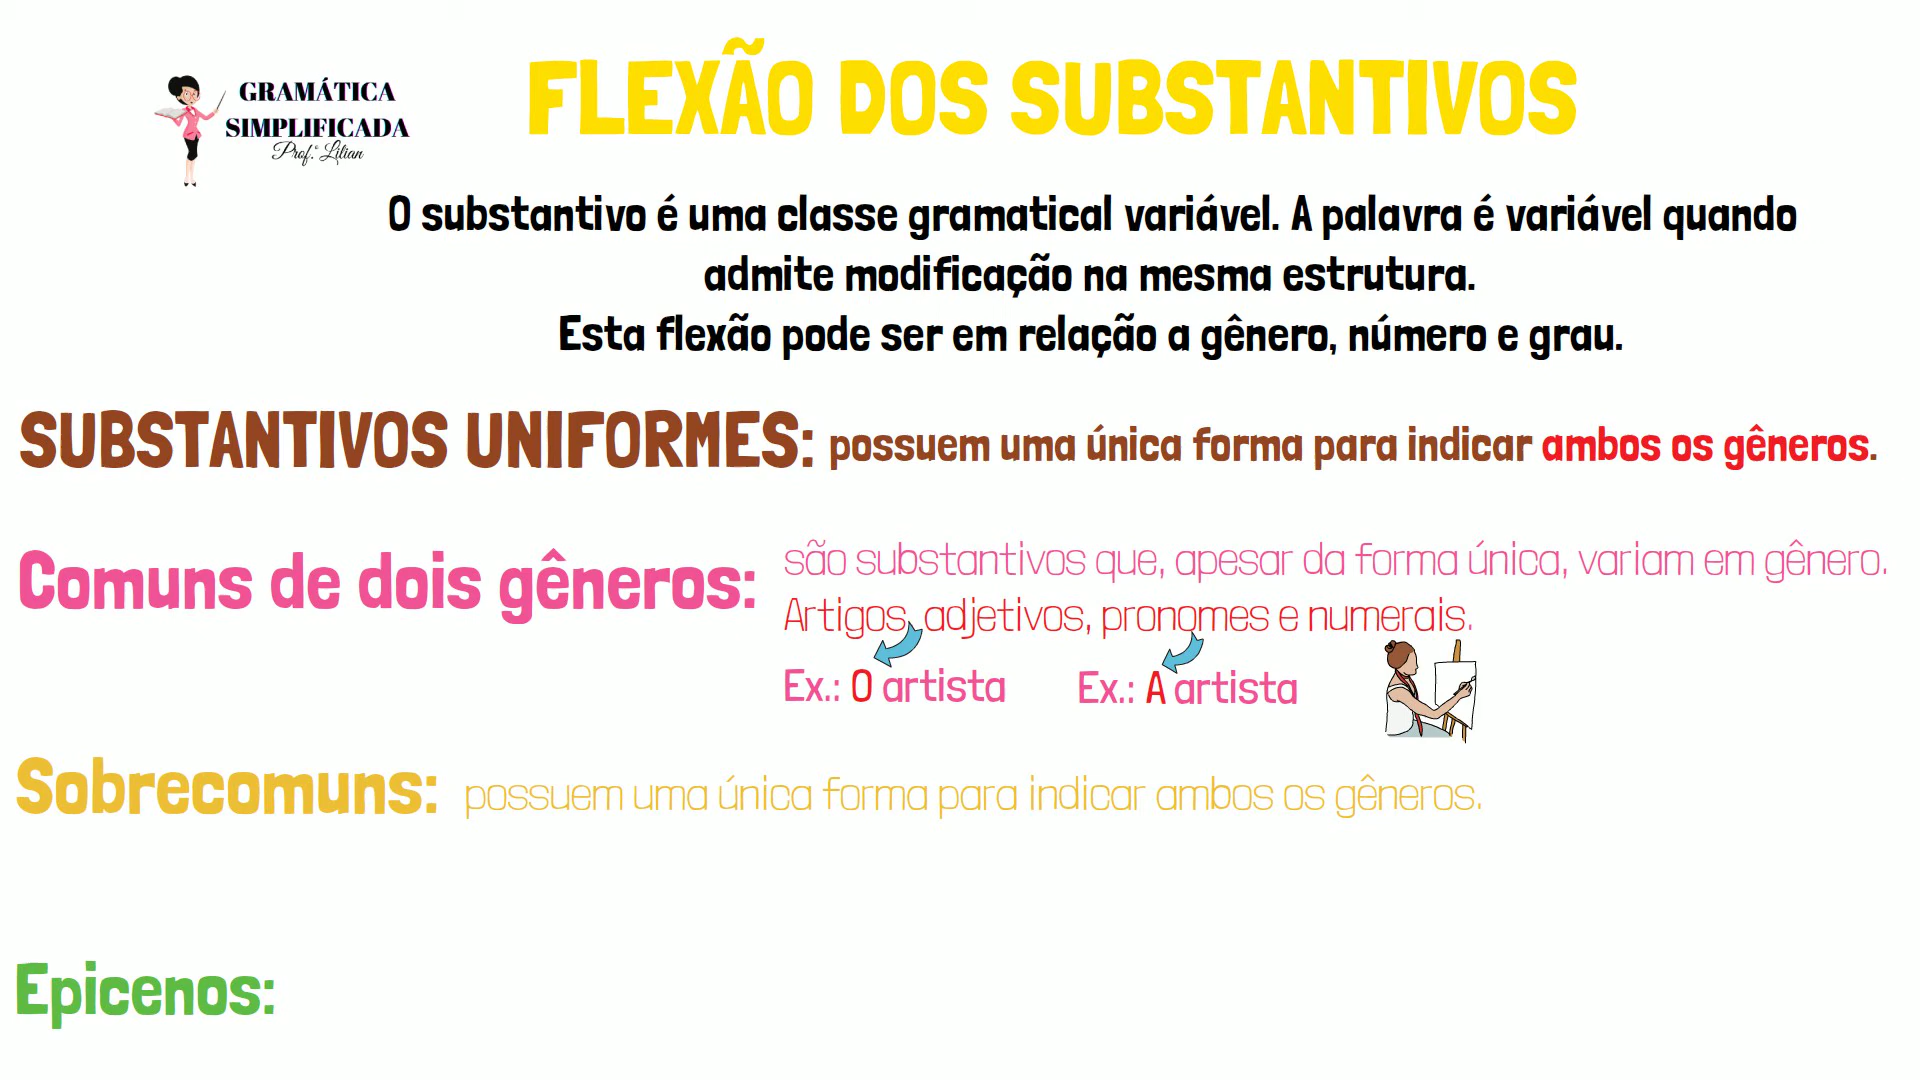 GRAMÁTICA
SIMPLIFICADA
Prof.ª Lilian
FLEXÃO DOS SUBSTANTIVOS
O substantivo é uma classe gramatical variável. A palavra é variável quando
admite modificação na mesma estrutura.
Esta flexão pode ser em relação a gênero, número e grau.
SUBSTANTIVOS UNIFORMES: possuem uma única forma para indicar ambos os gêneros.
Comuns de dois gêneros: são substantivos que, apesar da forma única, variam em gênero.
Artigos, adjetivos, pronomes e numerais.
Ex.: O artista Ex.: A artista
Sobrecomuns: possuem uma única forma para indicar ambos os gêneros.
Epicenos: